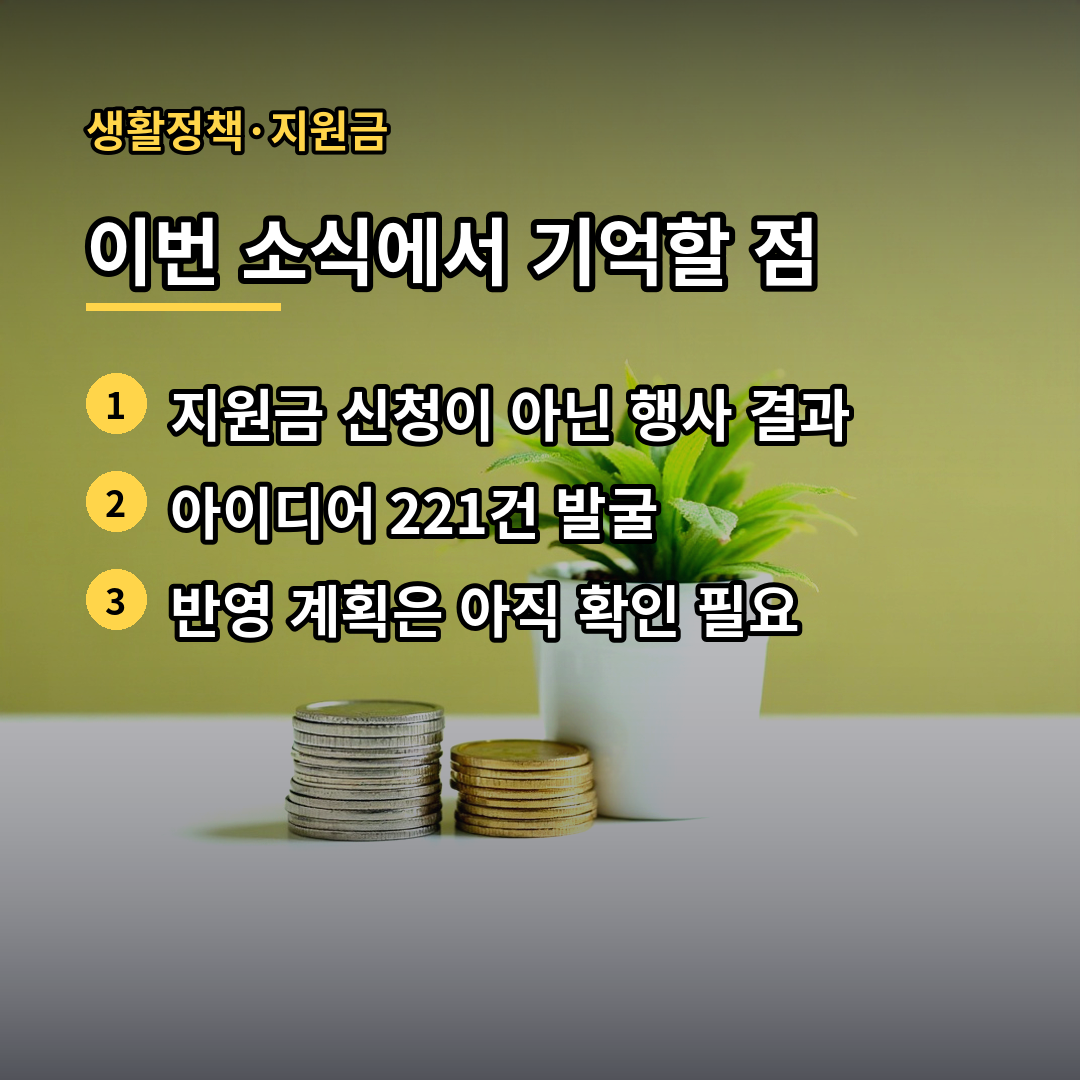 생활정책·지원금
이번 소식에서 기억할 점
1 지원금 신청이 아닌 행사 결과
2 아이디어 221건 발굴
3 반영 계획은 아직 확인 필요